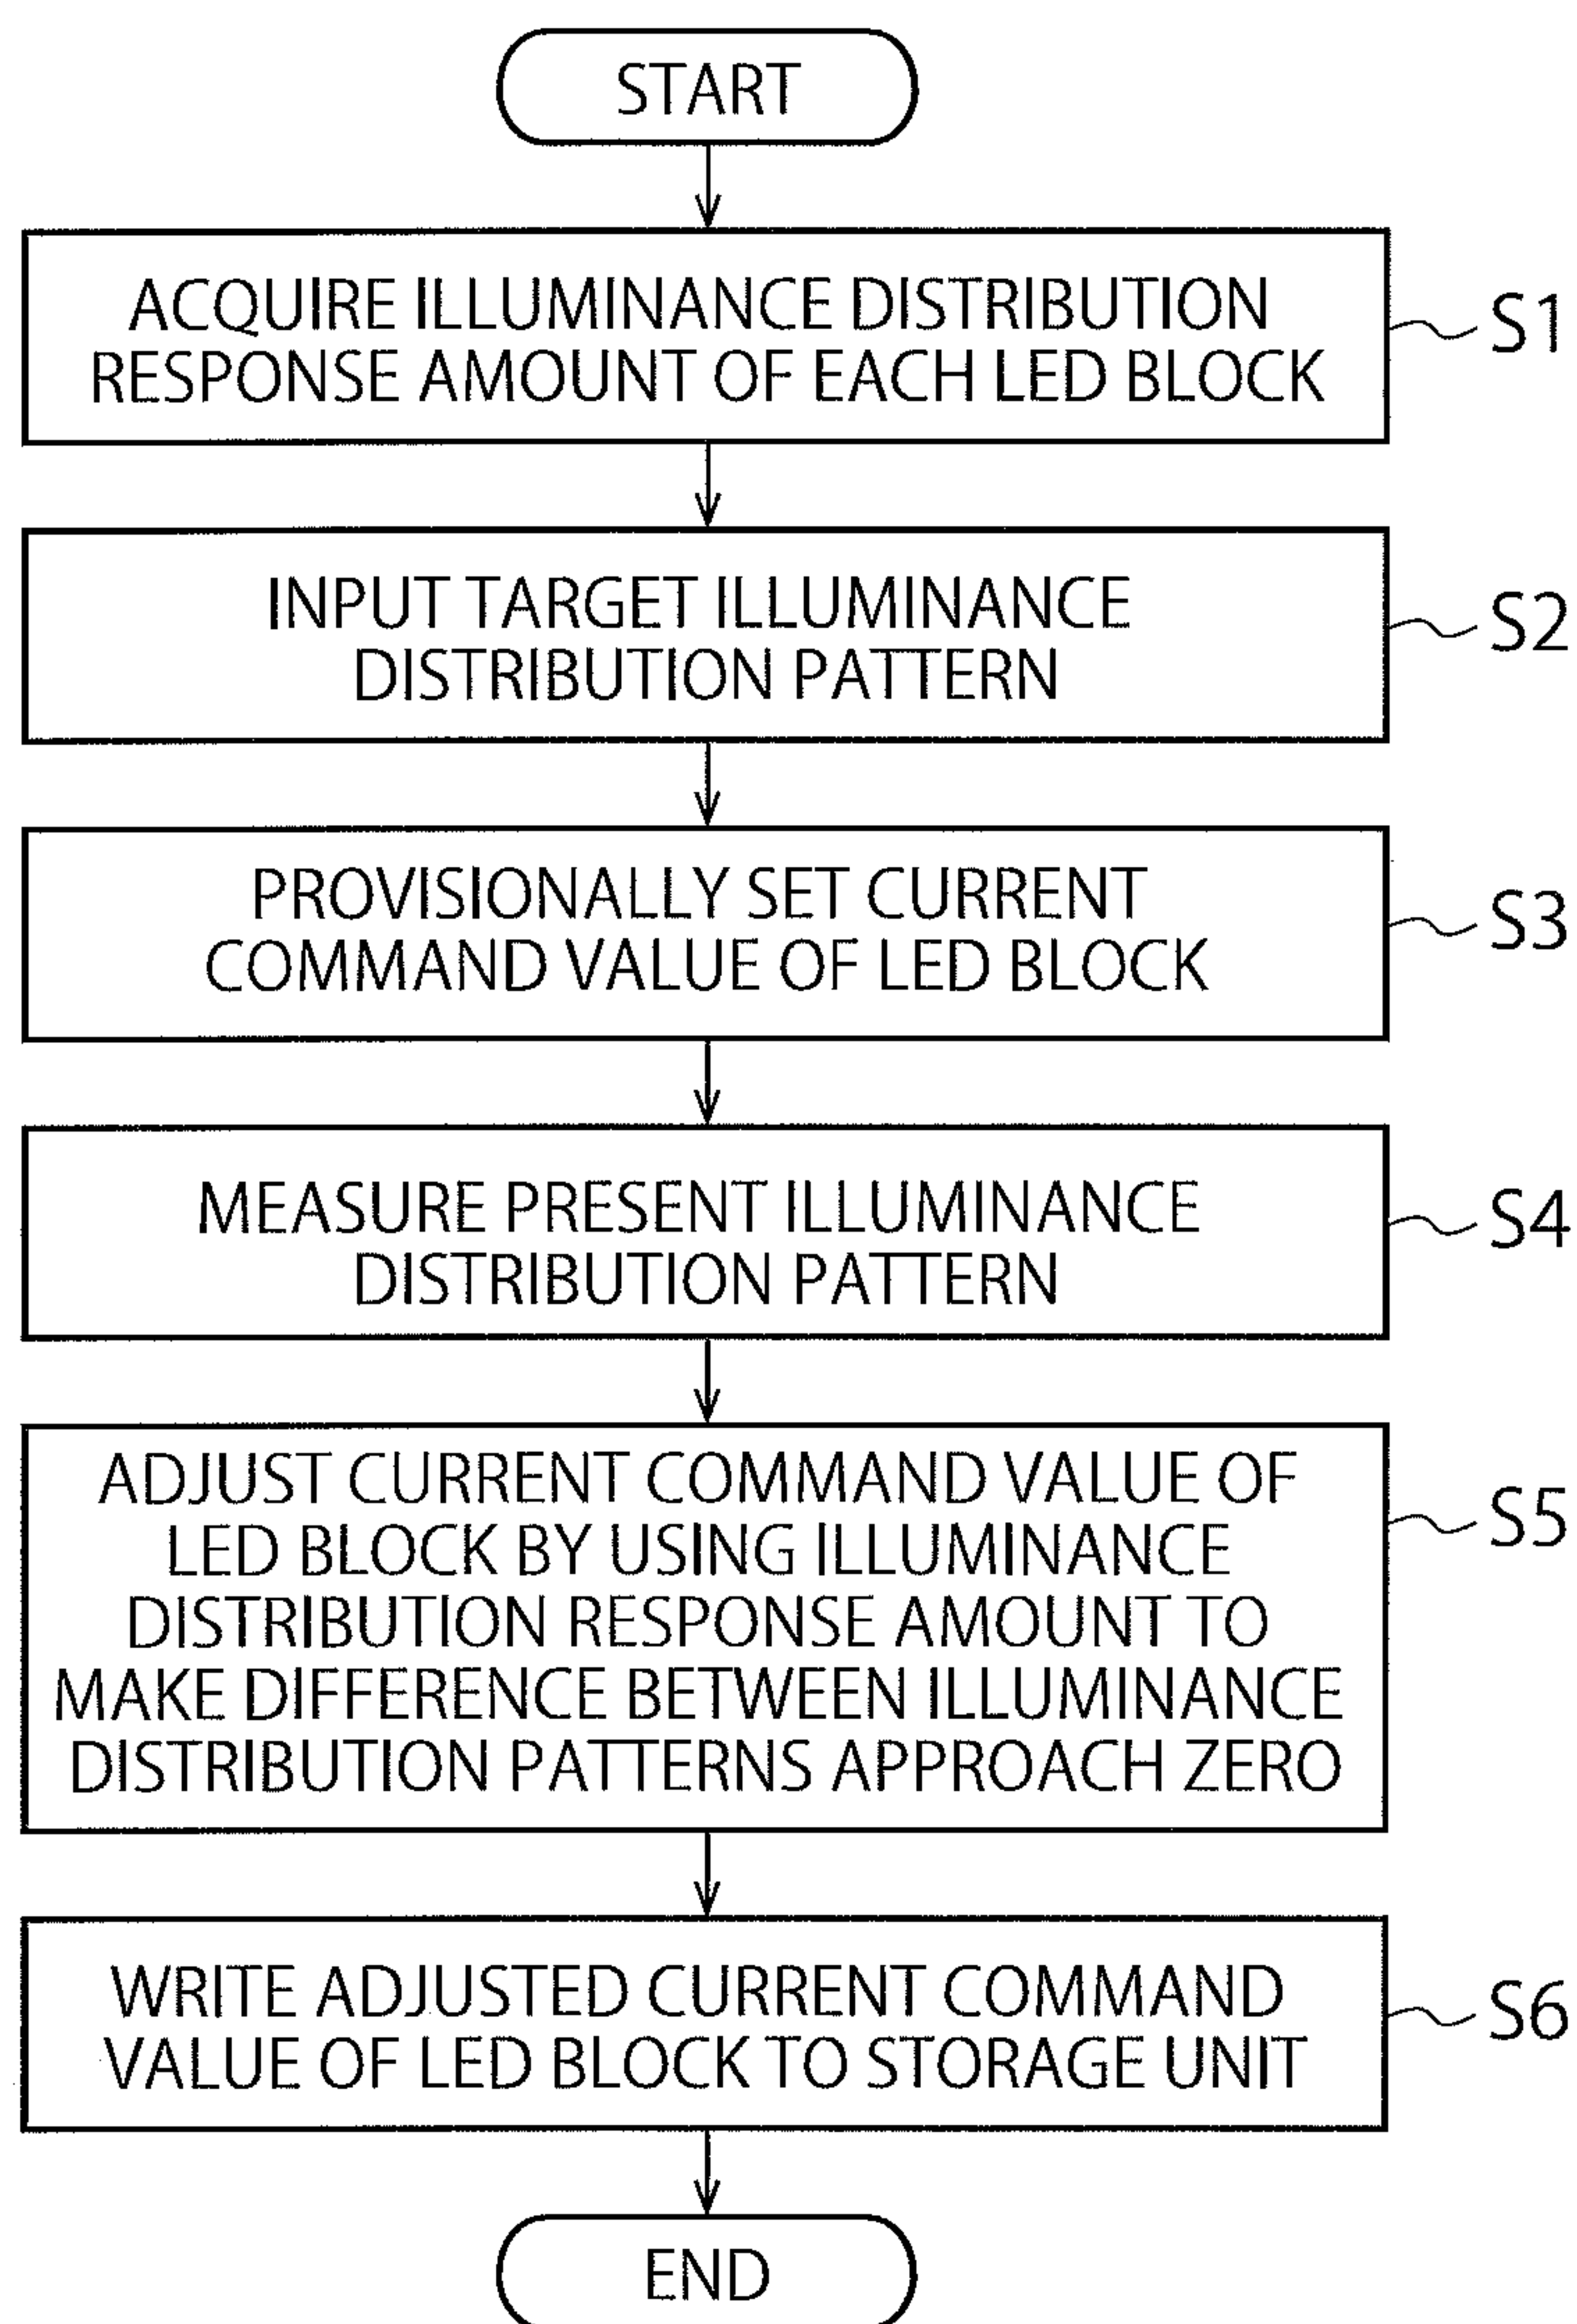 START
ACQUIRE ILLUMINANCE DISTRIBUTION
RESPONSE AMOUNT OF EACH LED BLOCK
S1
INPUT TARGET ILLUMINANCE
DISTRIBUTION PATTERN
S2
PROVISIONALLY SET CURRENT
COMMAND VALUE OF LED BLOCK
S3
MEASURE PRESENT ILLUMINANCE
DISTRIBUTION PATTERN
S4
ADJUST CURRENT COMMAND VALUE OF
LED BLOCK BY USING ILLUMINANCE
DISTRIBUTION RESPONSE AMOUNT TO
MAKE DIFFERENCE BETWEEN ILLUMINANCE
DISTRIBUTION PATTERNS APPROACH ZERO
S5
WRITE ADJUSTED CURRENT COMMAND
VALUE OF LED BLOCK TO STORAGE UNIT
S6
END